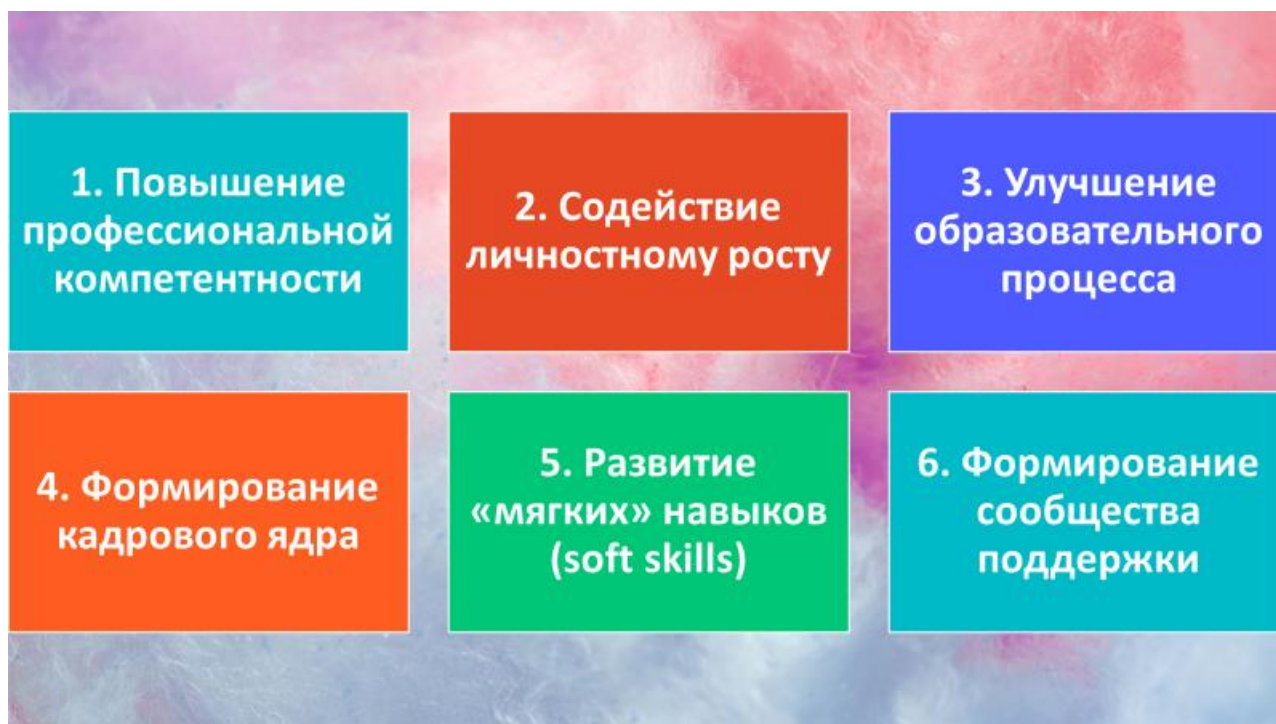 1. Повышение
профессиональной
компетентности
2. Содействие
личностному росту
3. Улучшение
образовательного
процесса
4. Формирование
кадрового ядра
5. Развитие
«мягких» навыков
(soft skills)
6. Формирование
сообщества
поддержки